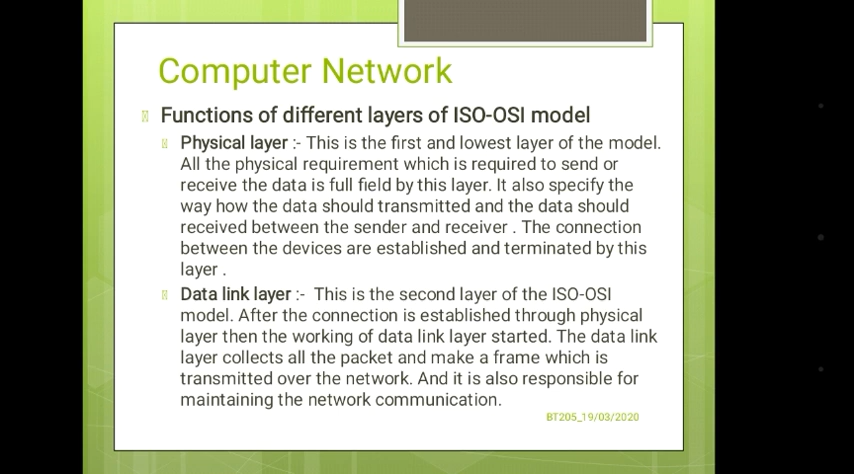 Computer Network
Functions of different layers of ISO-OSI model
Physical layer :- This is the first and lowest layer of the model.
All the physical requirement which is required to send or
receive the data is full field by this layer. It also specify the
way how the data should transmitted and the data should
received between the sender and receiver . The connection
between the devices are established and terminated by this
layer .
Data link layer :- This is the second layer of the ISO-OSI
model. After the connection is established through physical
layer then the working of data link layer started. The data link
layer collects all the packet and make a frame which is
transmitted over the network. And it is also responsible for
maintaining the network communication.
BT205_19/03/2020